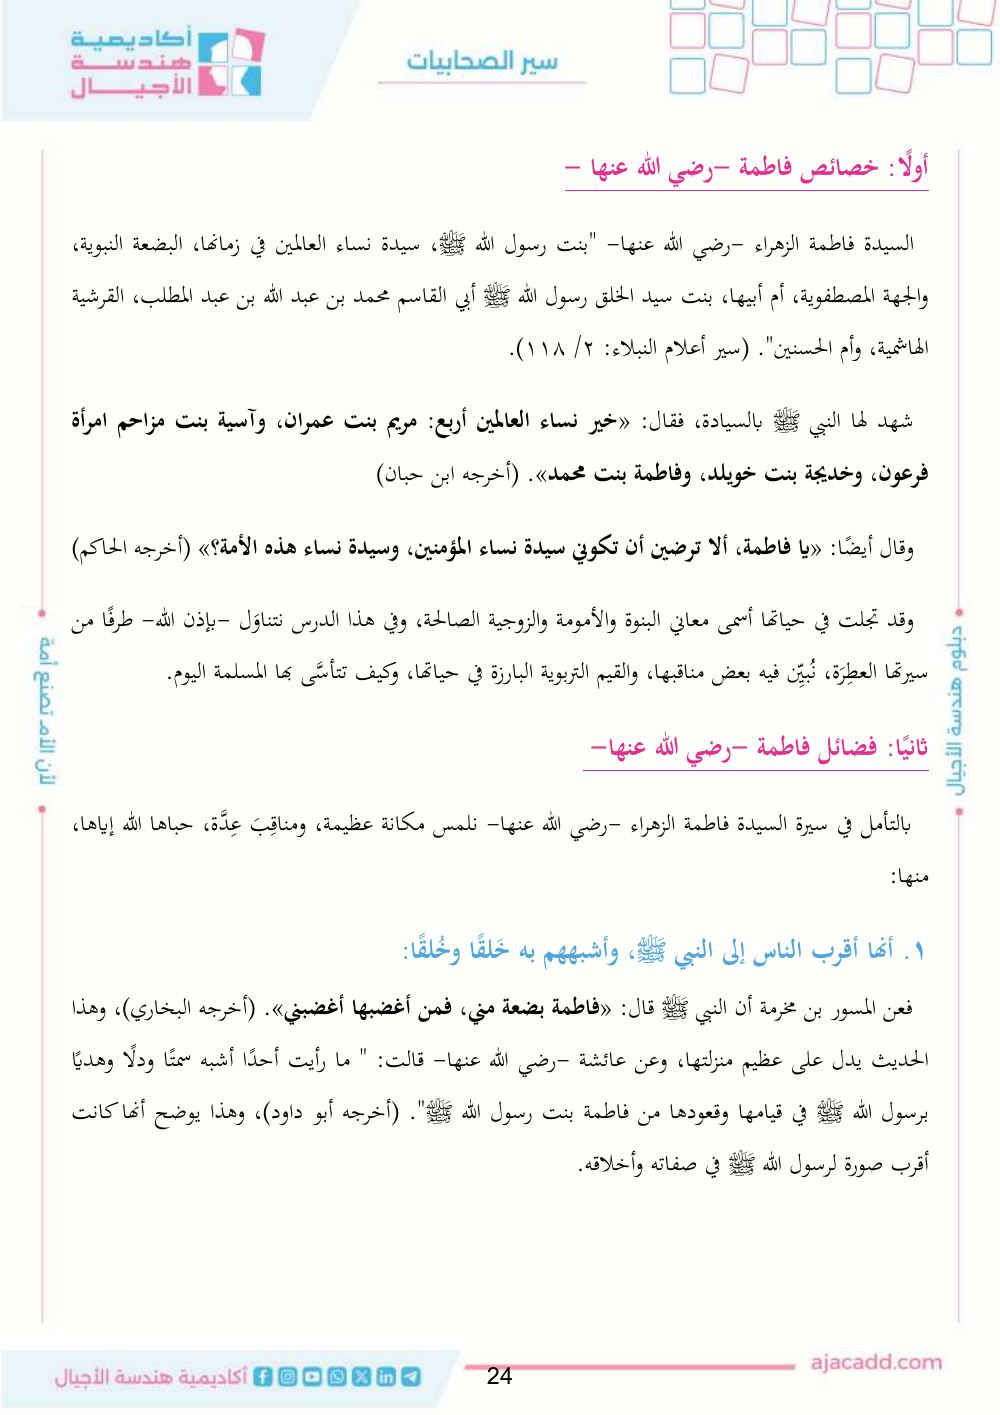 أكاديمية
هندسة
الأجيال
سير الصحابيات
أولًا: خصائص فاطمة –رضي الله عنها –
السيدة فاطمة الزهراء –رضي الله عنها– "بنت رسول الله ﷺ، سيدة نساء العالمين في زمانها، البضعة النبوية،
والجهة المصطفوية، أم أبيها، بنت سيد الخلق رسول الله ﷺ أبي القاسم محمد بن عبد الله بن عبد المطلب، القرشية
الهاشمية، وأم الحسنين". (سير أعلام النبلاء: ٢/ ١١٨).
شهد لها النبي ﷺ بالسيادة، فقال: «خير نساء العالمين أربع: مريم بنت عمران، وآسية بنت مزاحم امرأة
فرعون، وخديجة بنت خويلد، وفاطمة بنت محمد». (أخرجه ابن حبان)
وقال أيضًا: «يا فاطمة، ألا ترضين أن تكوني سيدة نساء المؤمنين، وسيدة نساء هذه الأمة؟» (أخرجه الحاكم)
وقد تجلت في حياتها أسمى معاني البنوة والأمومة والزوجية الصالحة، وفي هذا الدرس نتناوَل –بإذن الله– طرفًا من
سيرتها العطِرَة، نُبيِّن فيه بعض مناقبها، والقيم التربوية البارزة في حياتها، وكيف تتأسَّى بها المسلمة اليوم.
ثانيًا: فضائل فاطمة –رضي الله عنها–
بالتأمل في سيرة السيدة فاطمة الزهراء –رضي الله عنها– نلمس مكانة عظيمة، ومناقِبَ عِدَّة، حباها الله إياها،
منها:
١. أنها أقرب الناس إلى النبي ﷺ، وأشبههم به خَلقًا وخُلقًا:
فعن المسور بن مخرمة أن النبي ﷺ قال: «فاطمة بضعة مني، فمن أغضبها أغضبني». (أخرجه البخاري)، وهذا
الحديث يدل على عظيم منزلتها، وعن عائشة –رضي الله عنها– قالت: " ما رأيت أحدًا أشبه سمتًا ودلًا وهديًا
برسول الله ﷺ في قيامها وقعودها من فاطمة بنت رسول الله ﷺ". (أخرجه أبو داود)، وهذا يوضح أنها كانت
أقرب صورة لرسول الله ﷺ في صفاته وأخلاقه.
دبلوم هندسة الأجيال
لأن الأم تصنع أمة
أكاديمية هندسة الأجيال
24
ajacadd.com